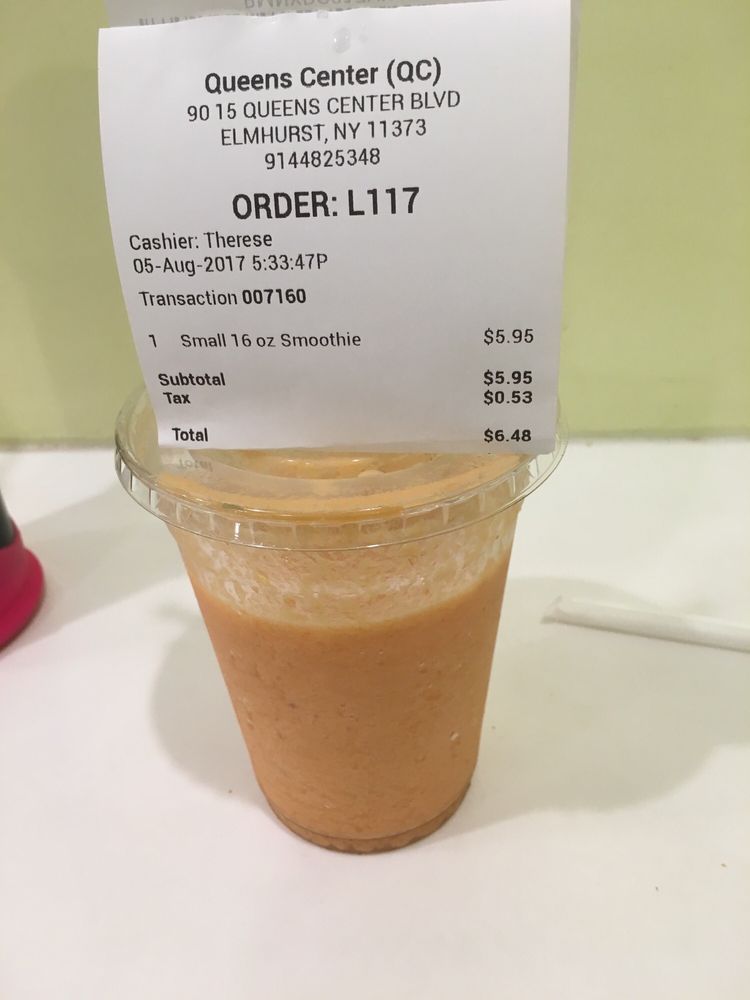 Queens Center (QC)
90 15 QUEENS CENTER BLVD
ELMHURST, NY 11373
9144825348
ORDER: L117
Cashier: Therese
05-Aug-2017 5:33:47P
Transaction 007160
1 Small 16 oz Smoothie $5.95
Subtotal $5.95
Tax $0.53
Total $6.48